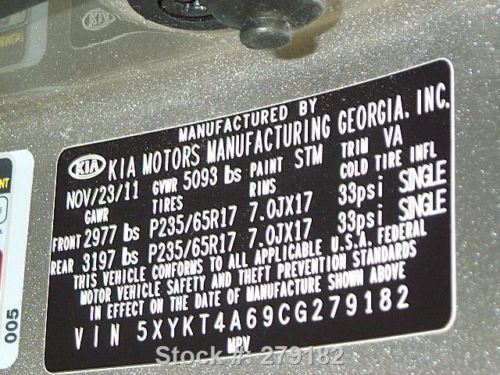 MANUFACTURED BY
KIA KIA MOTORS MANUFACTURING GEORGIA, INC.
NOV/23/11 GVWR 5093 lbs PAINT STM TRIM VA
GAWR TIRES RIMS COLD TIRE INFL
FRONT 2977 lbs P235/65R17 7.0JX17 33psi SINGLE
REAR 3197 lbs P235/65R17 7.0JX17 33psi SINGLE
THIS VEHICLE CONFORMS TO ALL APPLICABLE U.S.A. FEDERAL
MOTOR VEHICLE SAFETY AND THEFT PREVENTION STANDARDS
IN EFFECT ON THE DATE OF MANUFACTURE SHOWN ABOVE
VIN 5XYKT4A69CG279182
MPV
005
Stock #: 279182